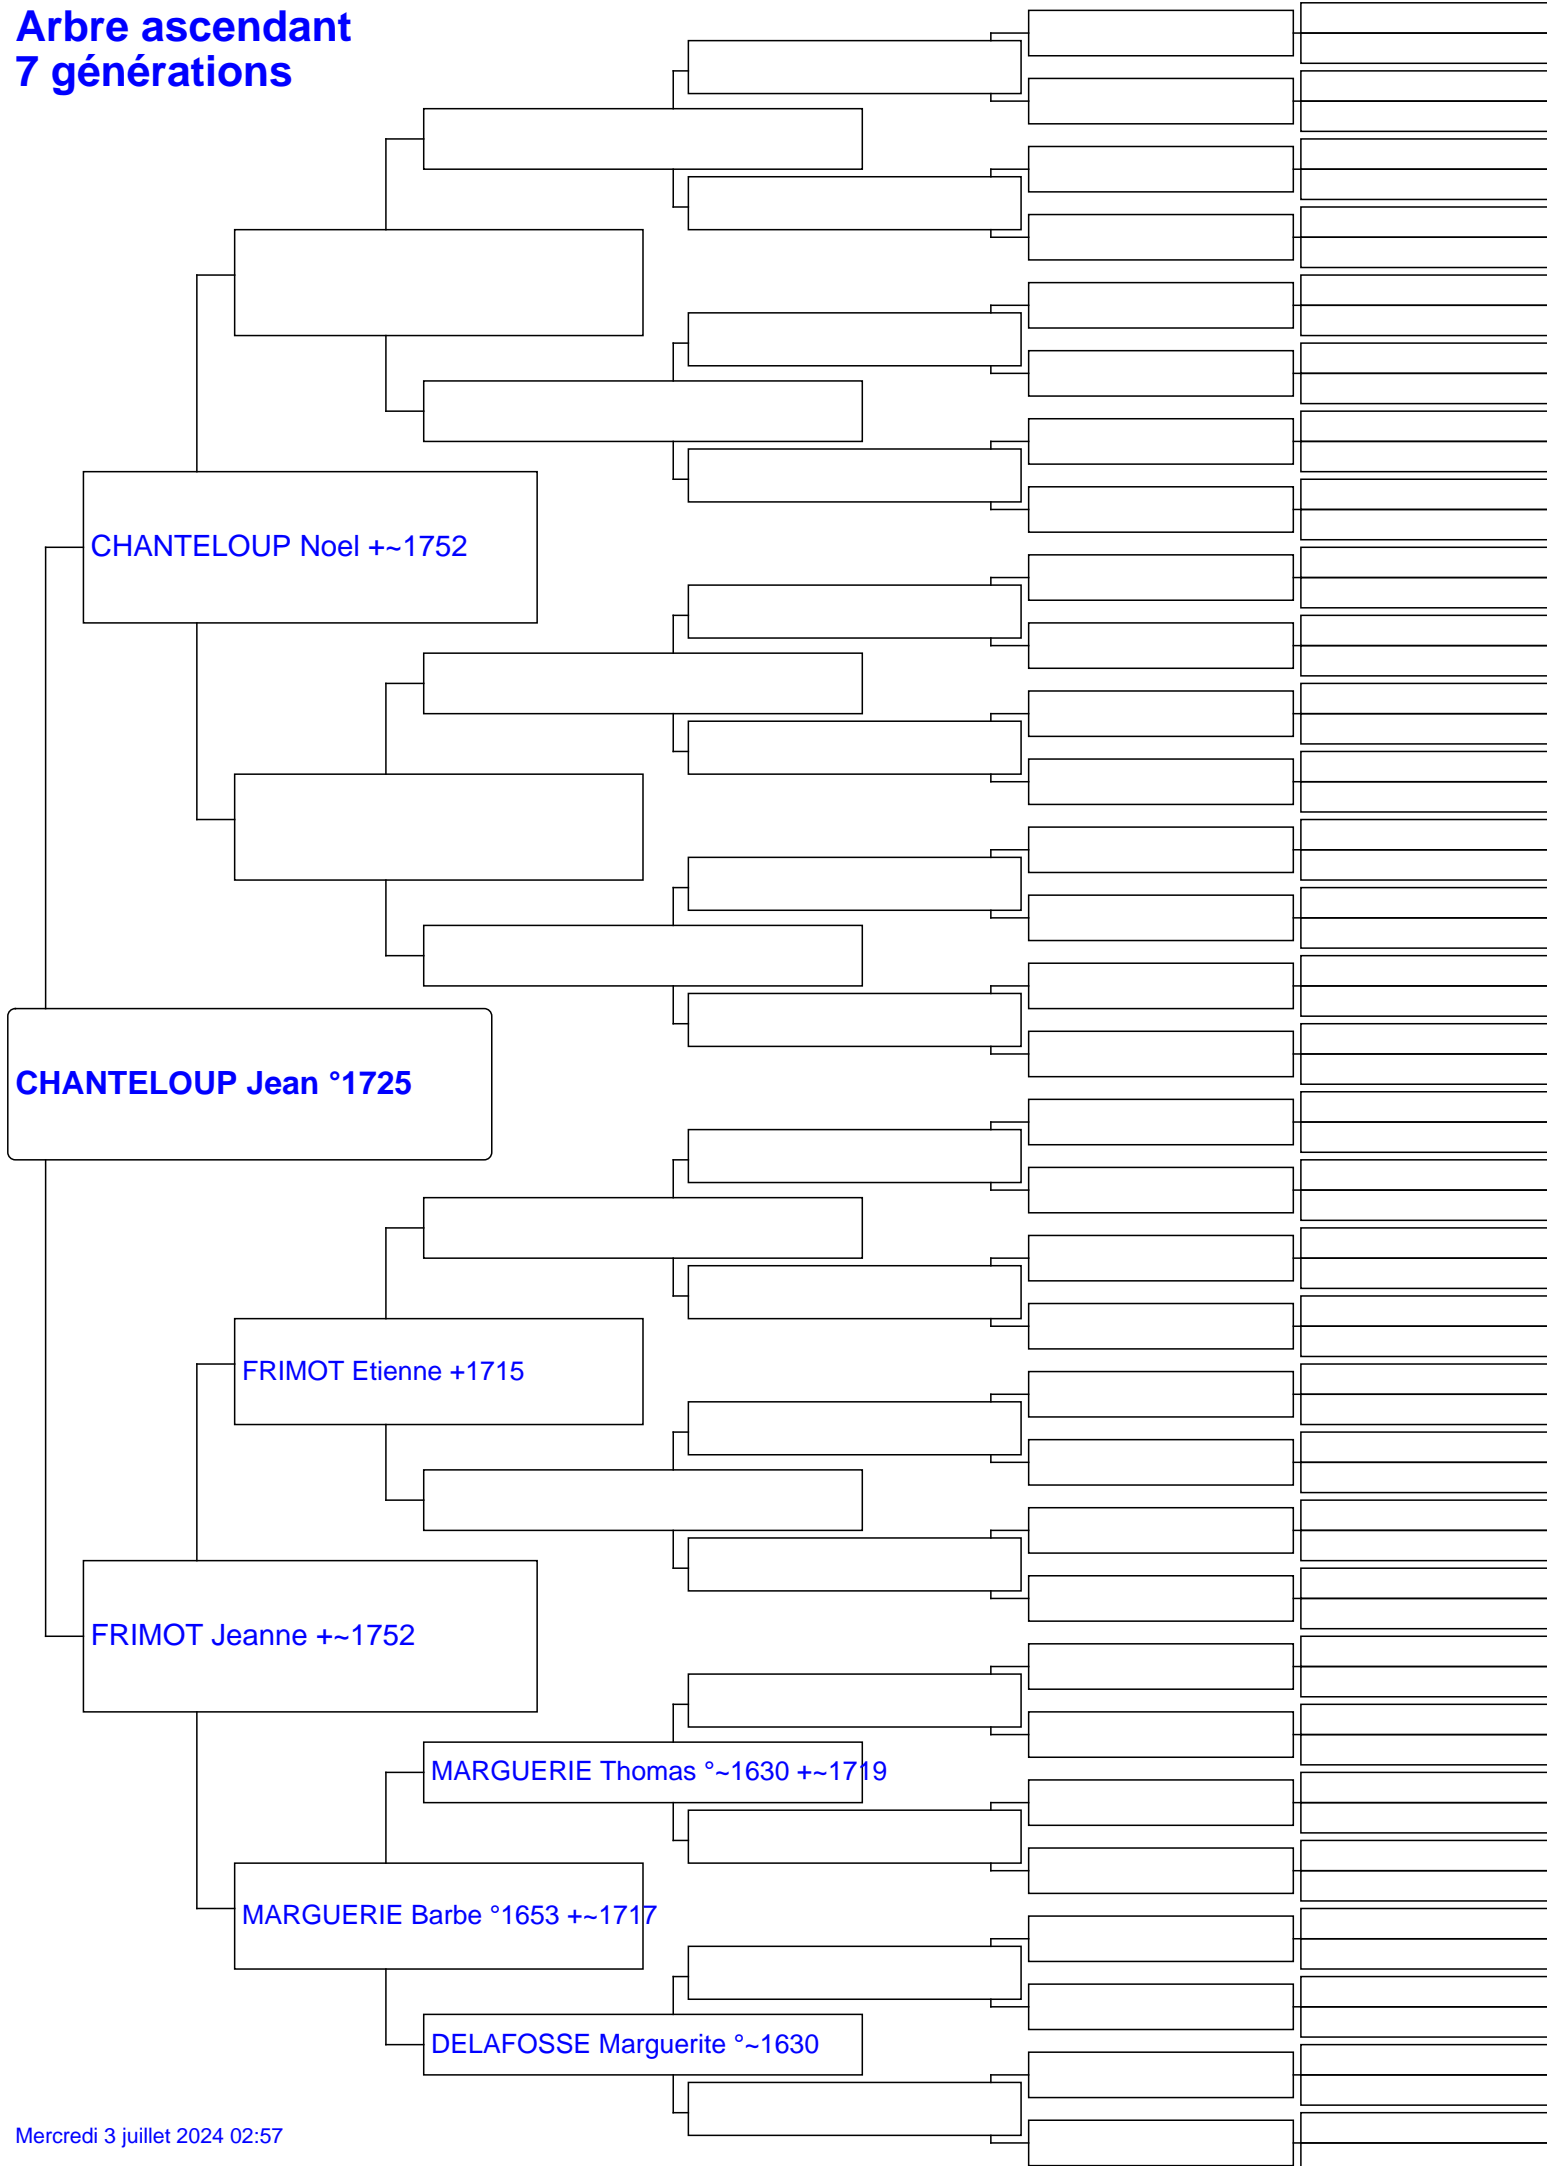 Arbre ascendant
7 générations
CHANTELOUP Noel +~1752
CHANTELOUP Jean °1725
FRIMOT Etienne +1715
FRIMOT Jeanne +~1752
MARGUERIE Thomas °~1630 +~1719
MARGUERIE Barbe °1653 +~1717
DELAFOSSE Marguerite °~1630
Mercredi 3 juillet 2024 02:57